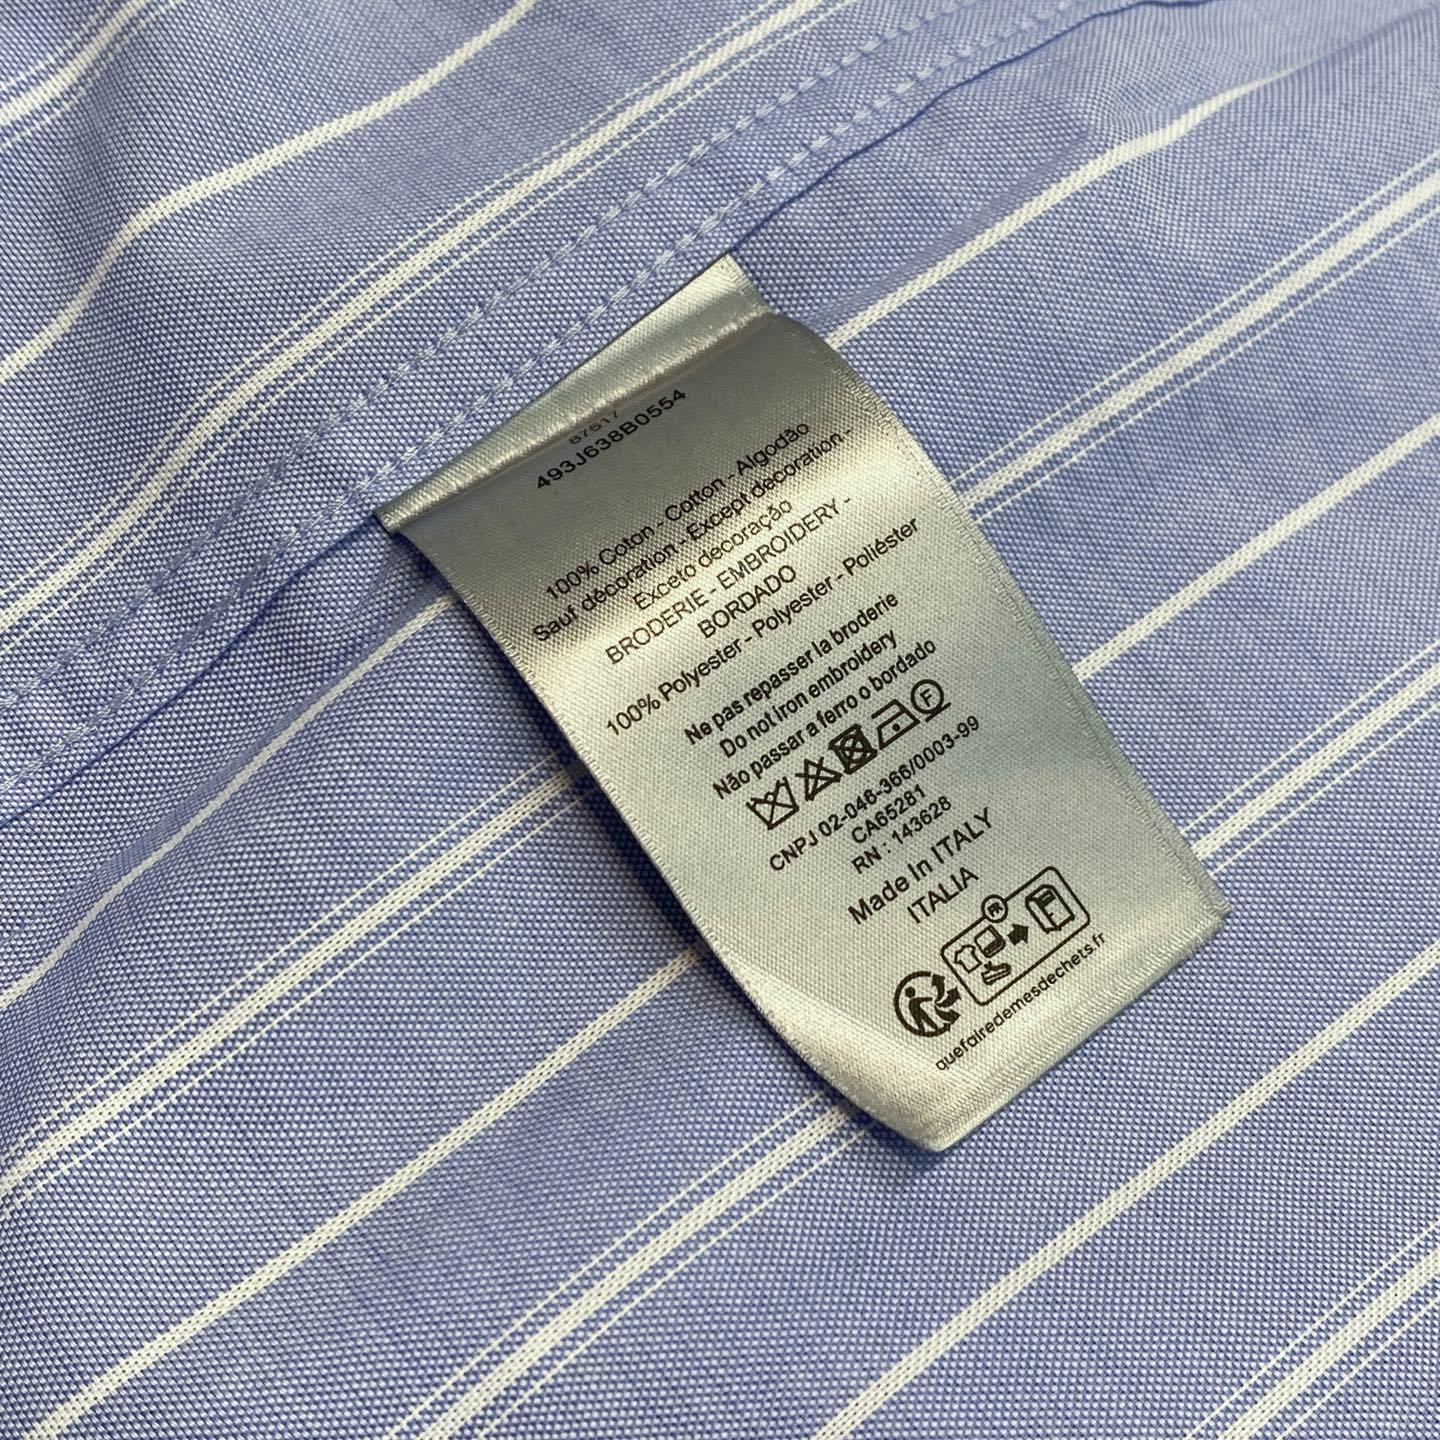 87517
493J638B0554
100% Coton - Cotton - Algodão
Sauf décoration - Except decoration -
Exceto decoração
BRODERIE - EMBROIDERY -
BORDADO
100% Polyester - Polyester - Poliéster
Ne pas repasser la broderie
Do not iron embroidery
Não passar a ferro o bordado
F
CNPJ 02-046-366/0003-99
CA65281
RN : 143628
Made In ITALY
ITALIA
FR
quefairedemesdechets.fr